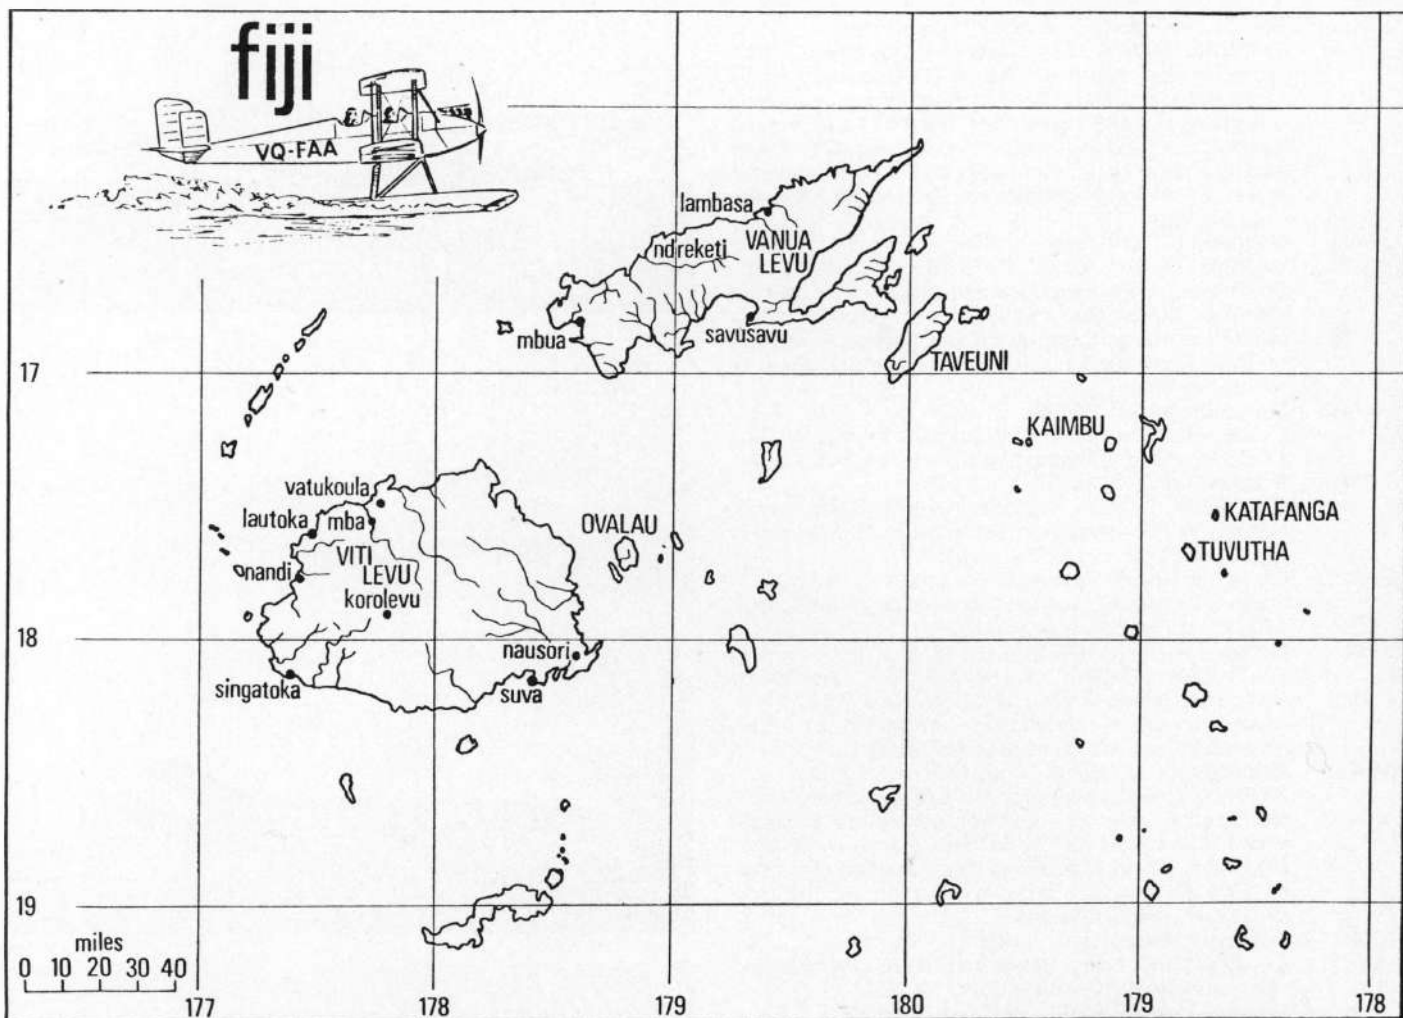 fiji
VQ-FAA
lambasa
VANUA
LEVU
ndreketi
mbua
savusavu
TAVEUNI
17
KAIMBU
vatukoula
lautoka
mba
OVALAU
KATAFANGA
TUVUTHA
VITI
LEVU
nandi
korolevu
18
nausori
singatoka
suva
19
miles
0 10 20 30 40
177 178 179 180 179 178